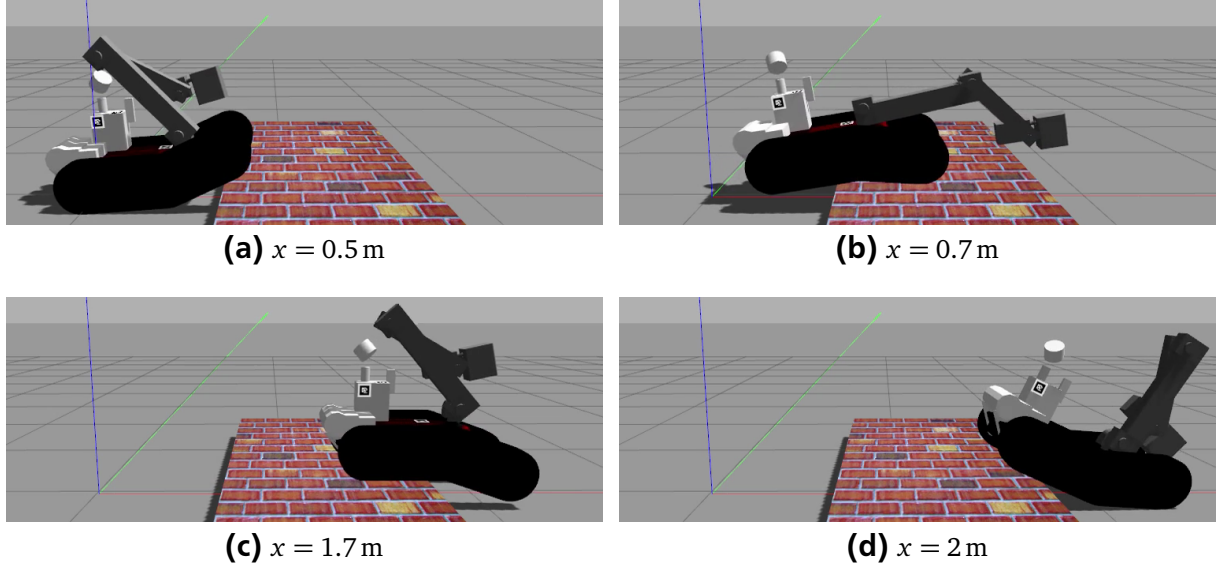 (a) x = 0.5 m
(b) x = 0.7 m
(c) x = 1.7 m
(d) x = 2 m